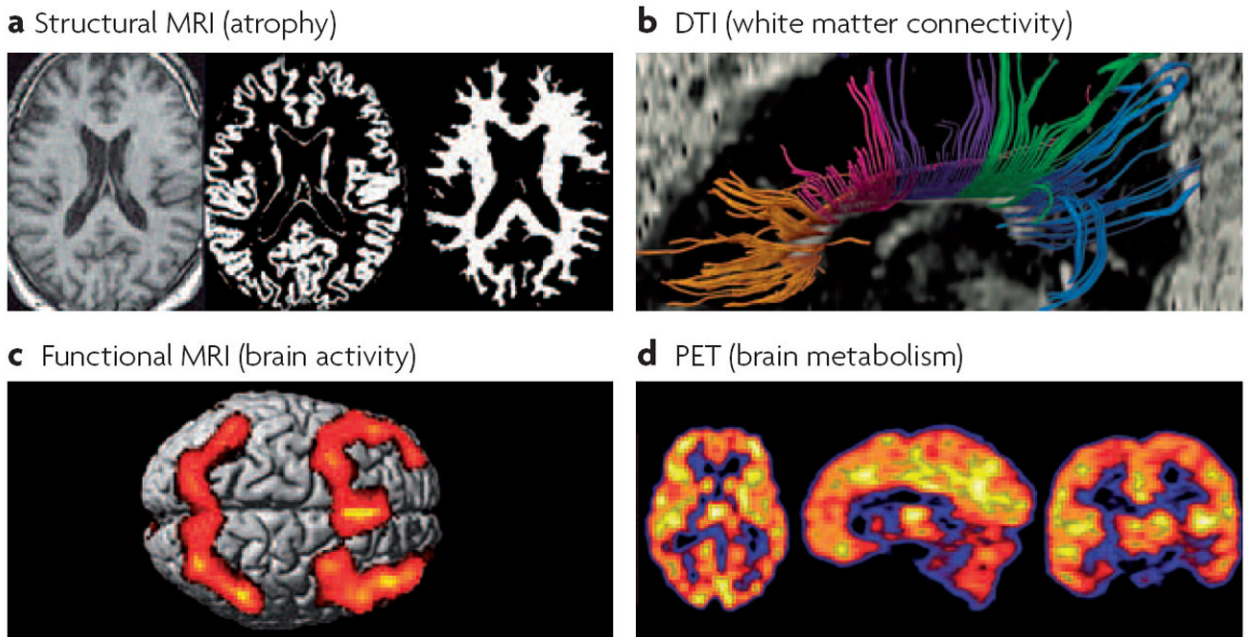 a Structural MRI (atrophy)
b DTI (white matter connectivity)
c Functional MRI (brain activity)
d PET (brain metabolism)